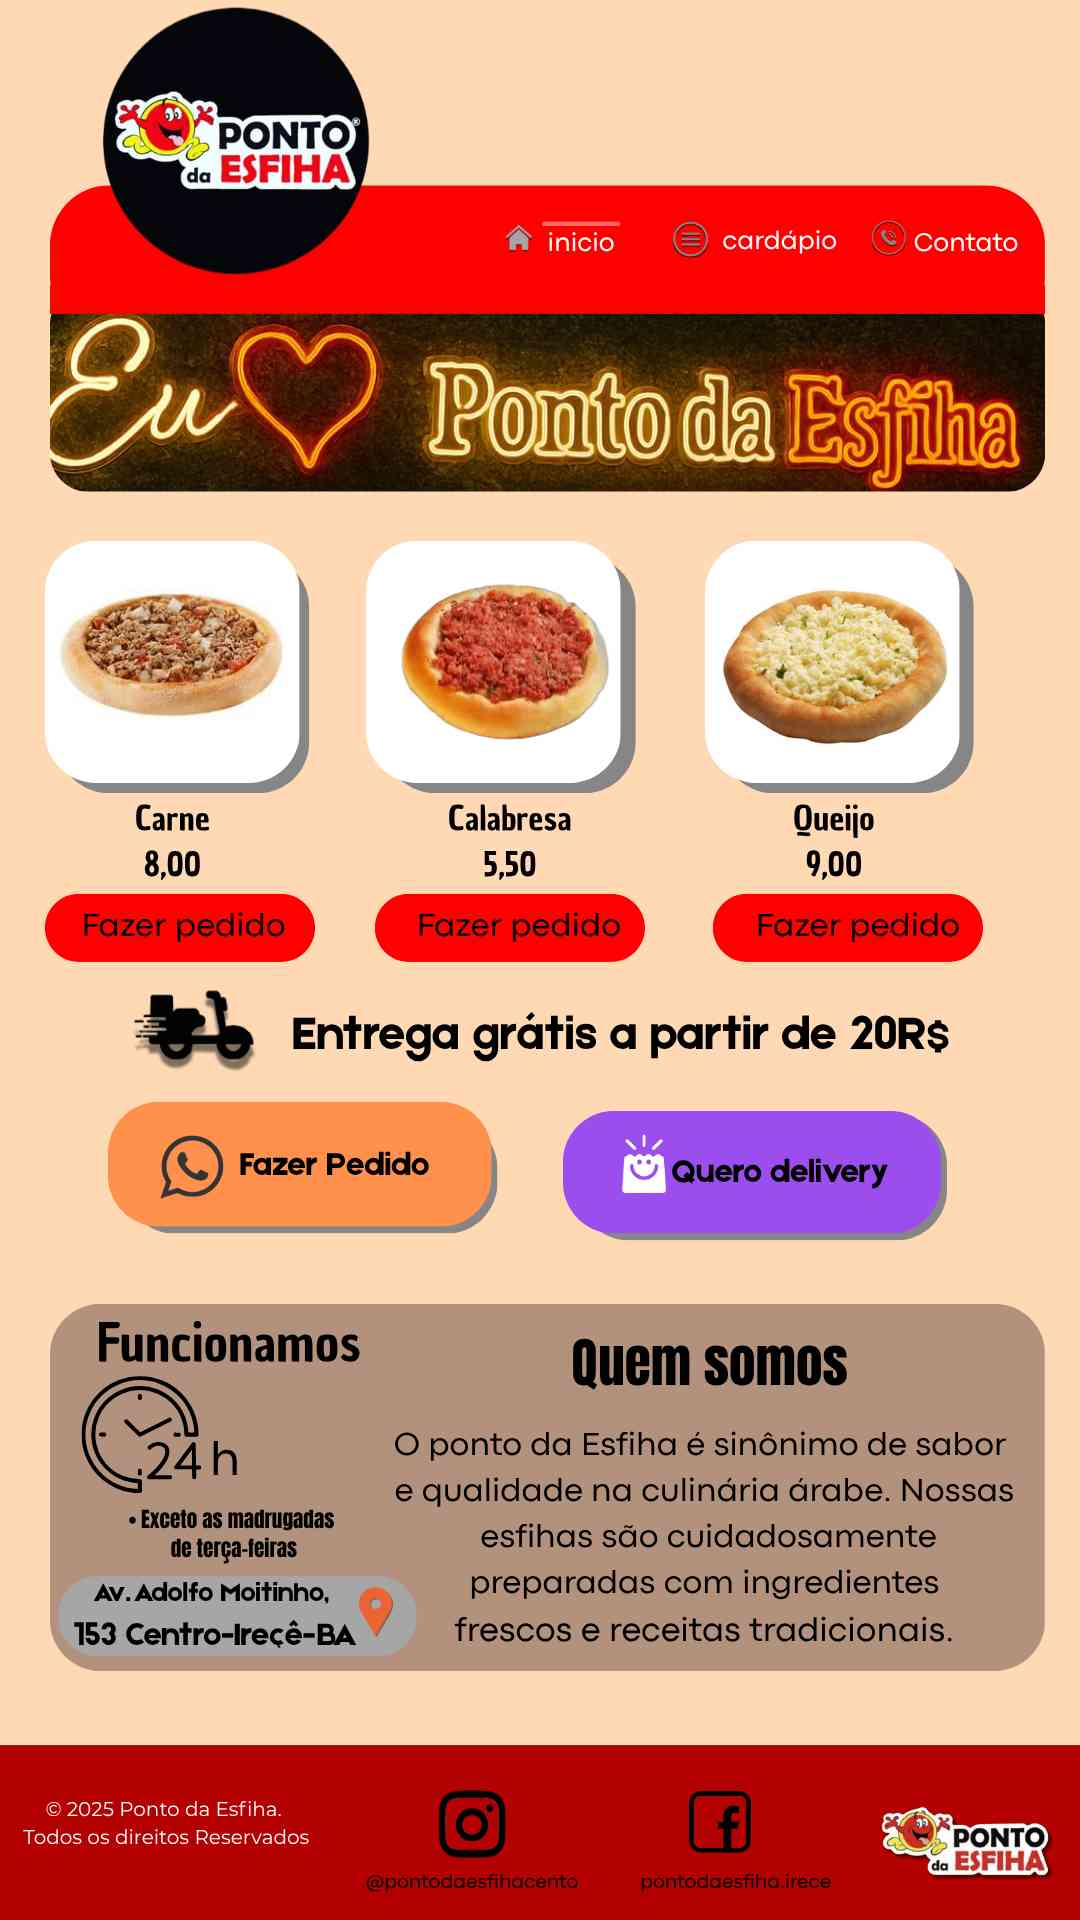 PONTO®
da ESFIHA
inicio
cardápio
Contato
Eu Ponto da Esfiha
Carne
8,00
Fazer pedido
Calabresa
5,50
Fazer pedido
Queijo
9,00
Fazer pedido
Entrega grátis a partir de 20R$
Fazer Pedido
Quero delivery
Funcionamos
24 h
• Exceto as madrugadas
de terça-feiras
Av. Adolfo Moitinho,
153 Centro-Ireçê-BA
Quem somos
O ponto da Esfiha é sinônimo de sabor
e qualidade na culinária árabe. Nossas
esfihas são cuidadosamente
preparadas com ingredientes
frescos e receitas tradicionais.
© 2025 Ponto da Esfiha.
Todos os direitos Reservados
@pontodaesfihacento
pontodaesfiha.irece
PONTO
da ESFIHA